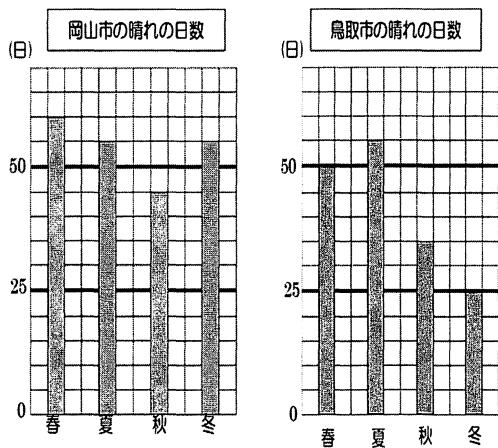 岡山市の晴れの日数
(日)
50
25
0
春 夏 秋 冬
鳥取市の晴れの日数
(日)
50
25
0
春 夏 秋 冬